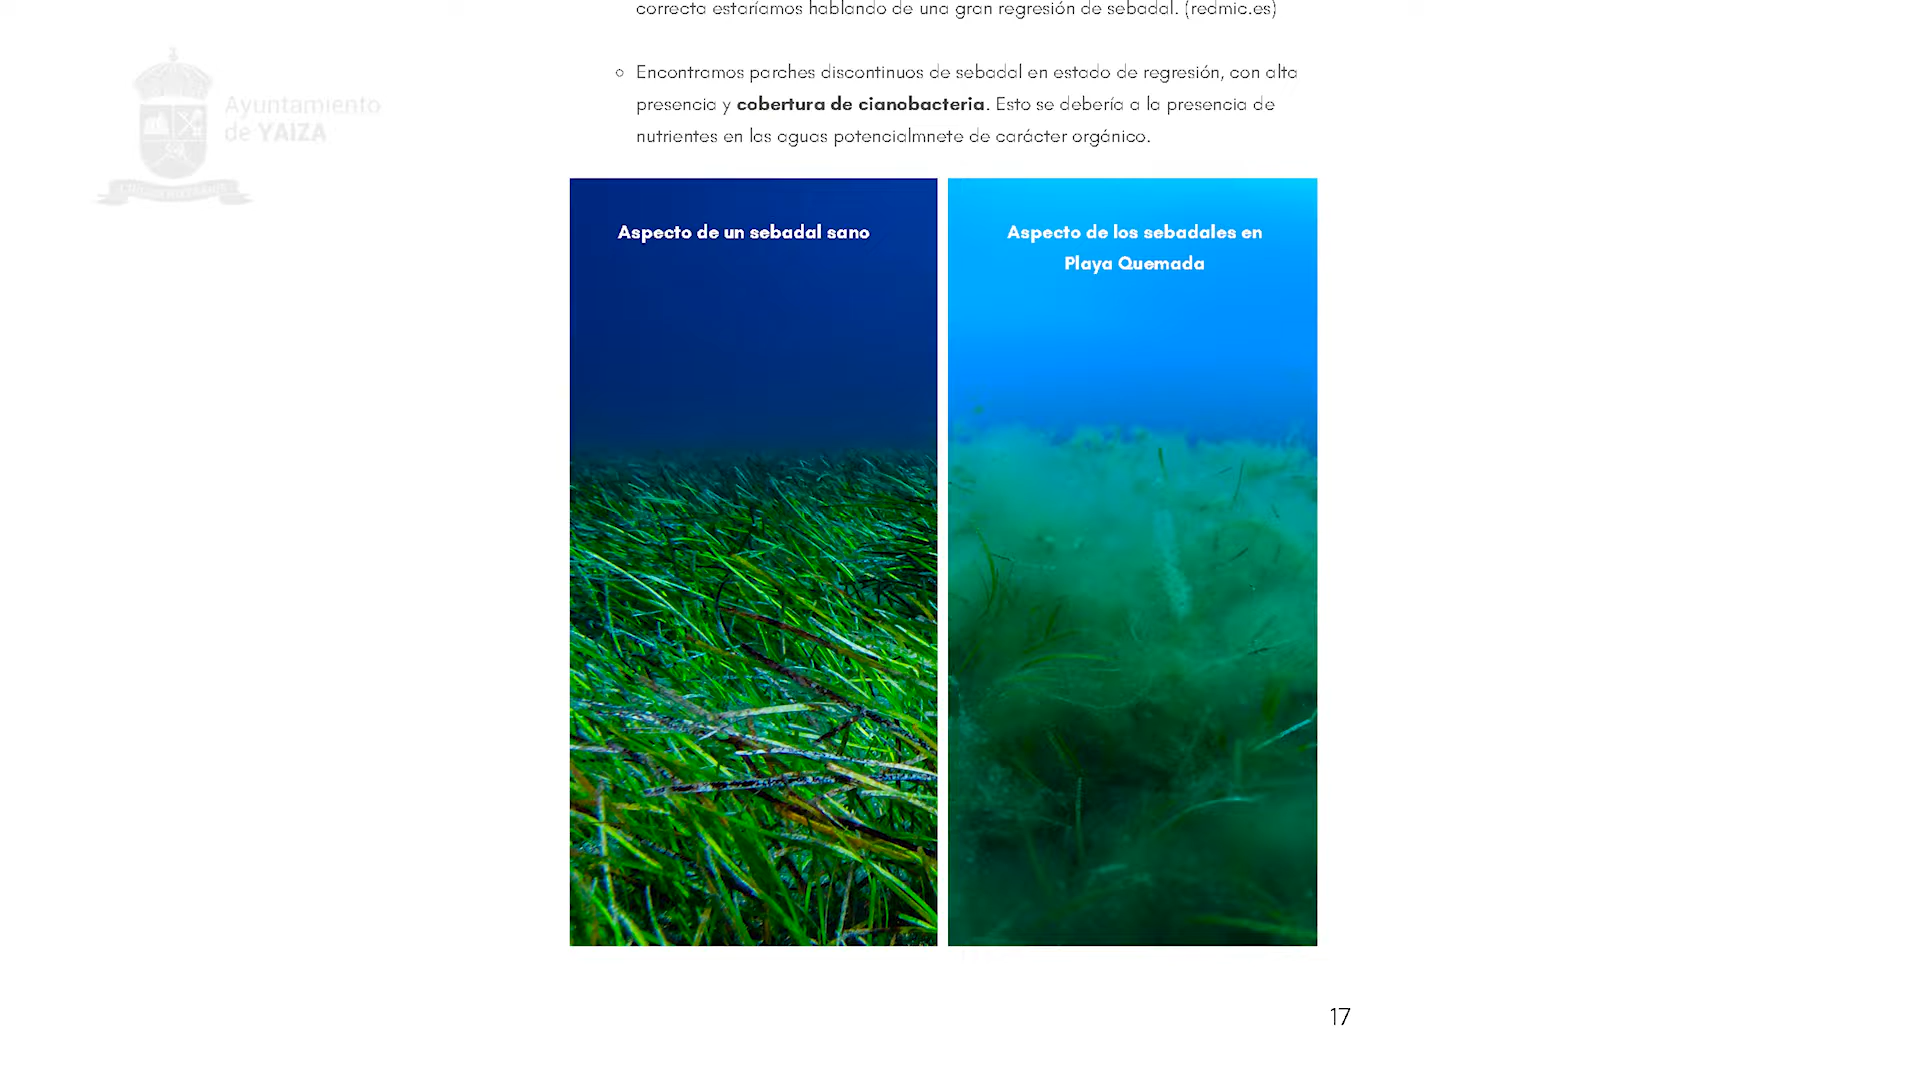 correcta estaríamos hablando de una gran regresión de sebadal. (redmic.es)
Ayuntamiento
de YAIZA
Encontramos parches discontinuos de sebadal en estado de regresión, con alta
presencia y cobertura de cianobacteria. Esto se debería a la presencia de
nutrientes en las aguas potencialmnete de carácter orgánico.
Aspecto de un sebadal sano
Aspecto de los sebadales en
Playa Quemada
17